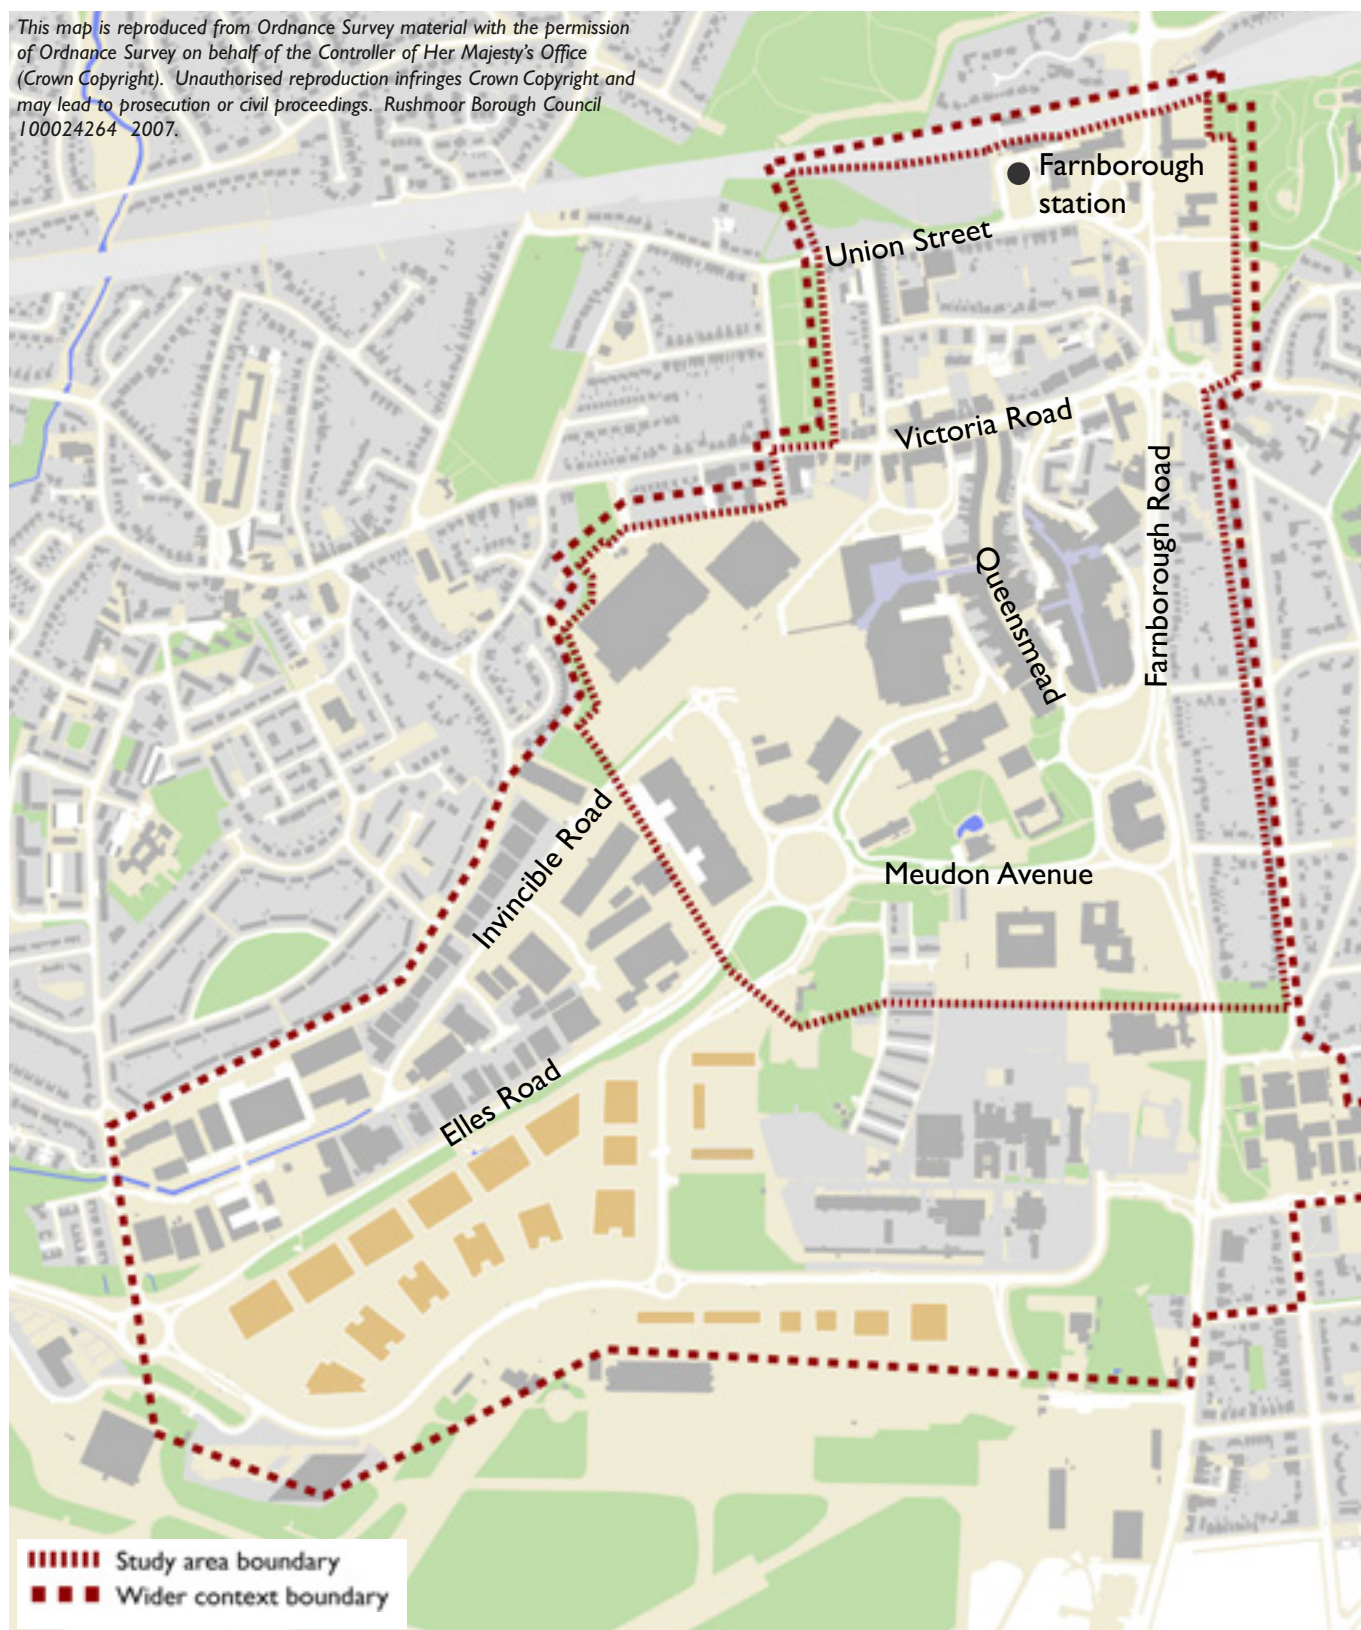 This map is reproduced from Ordnance Survey material with the permission
of Ordnance Survey on behalf of the Controller of Her Majesty's Office
(Crown Copyright). Unauthorised reproduction infringes Crown Copyright and
may lead to prosecution or civil proceedings. Rushmoor Borough Council
100024264 2007.
Farnborough
station
Union Street
Victoria Road
Farnborough Road
Queensmead
Invincible Road
Meudon Avenue
Elles Road
Study area boundary
Wider context boundary